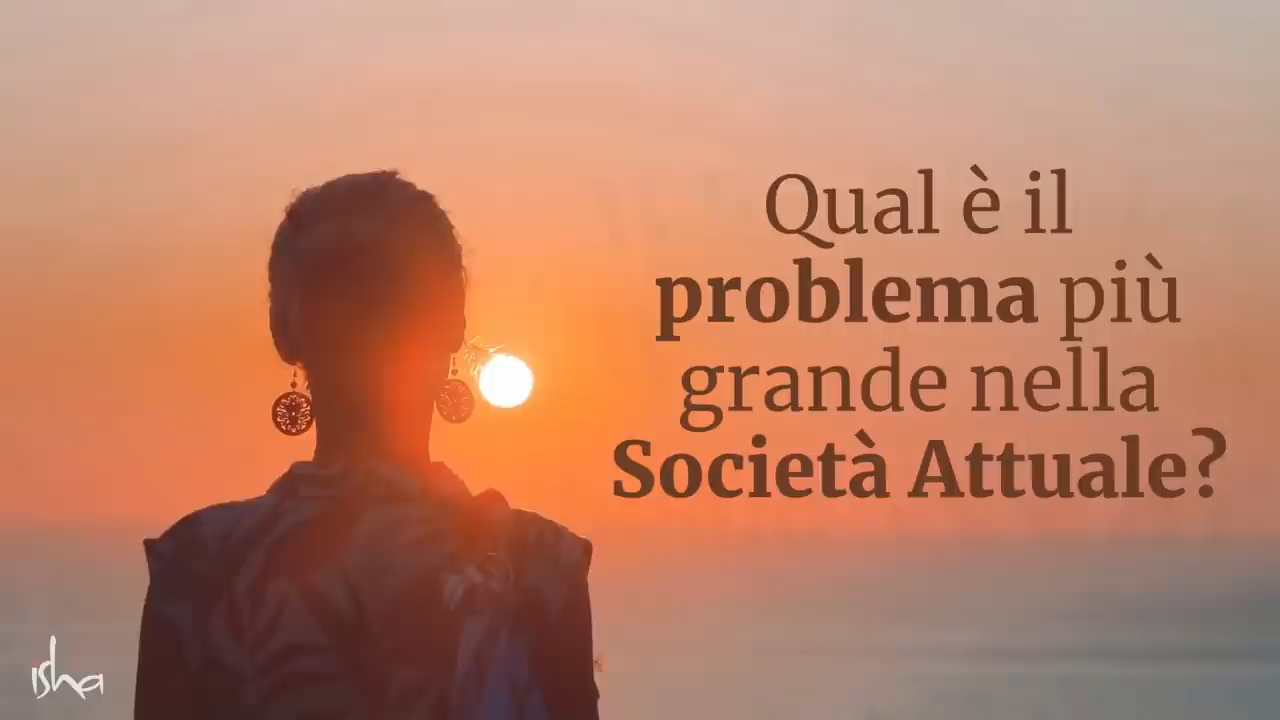 Qual è il
problema più
grande nella
Società Attuale?
isha